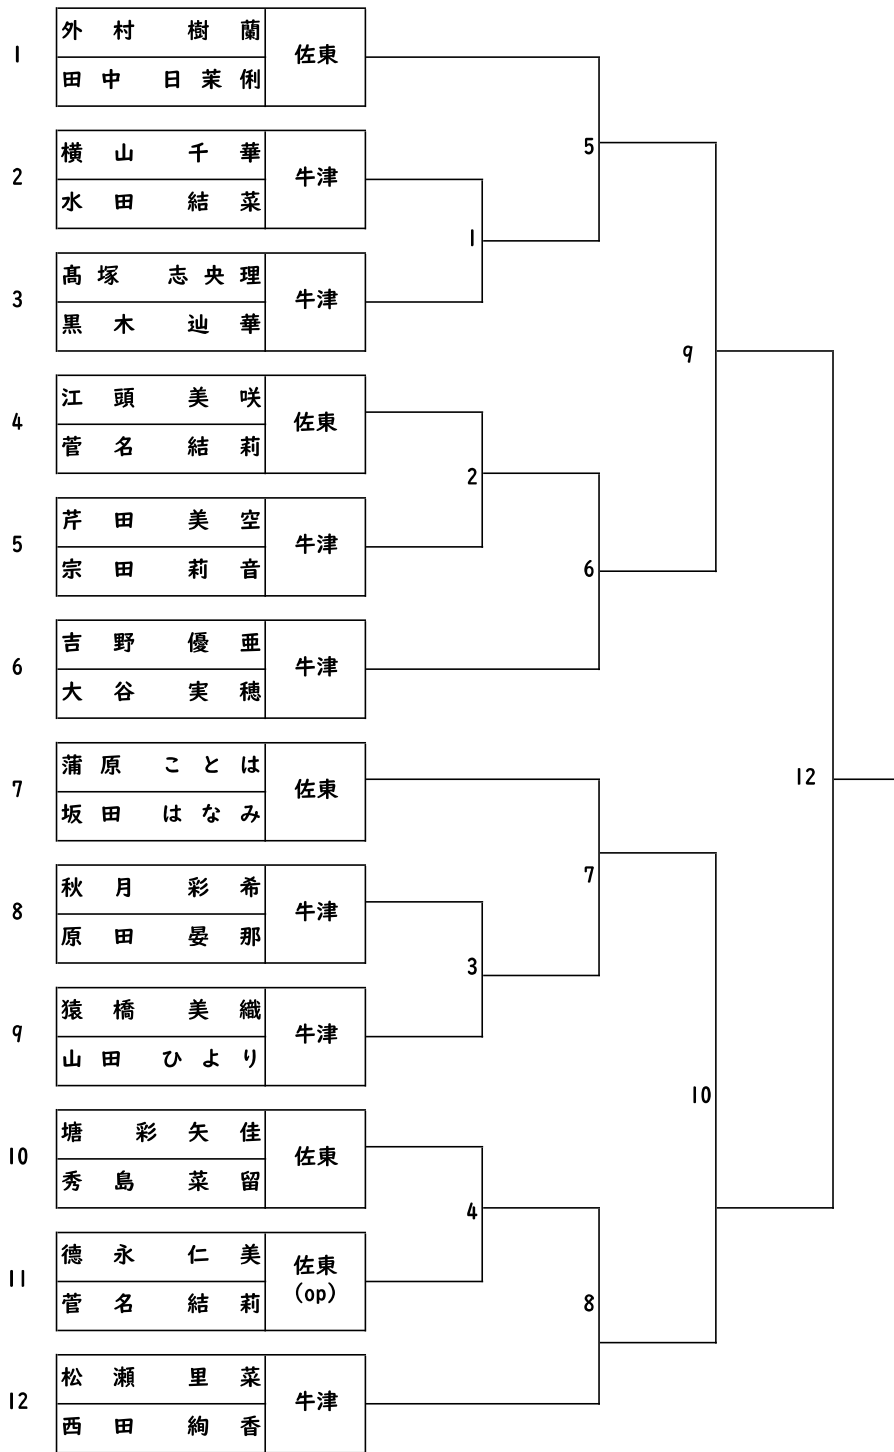 外村 樹蘭
1 佐東
田中 日茉俐
5
横山 千華
2 牛津
水田 結菜
1
髙塚 志央理
3 牛津
黒木 辿華
9
江頭 美咲
4 佐東
菅名 結莉
2
芹田 美空
5 牛津
宗田 莉音
6
吉野 優亜
6 牛津
大谷 実穂
12
蒲原 ことは
7 佐東
坂田 はなみ
7
秋月 彩希
8 牛津
原田 晏那
3
猿橋 美織
9 牛津
山田 ひより
10
塘 彩矢佳
10 佐東
秀島 菜留
4
德永 仁美
11 佐東
(op)
菅名 結莉
8
松瀬 里菜
12 牛津
西田 絢香